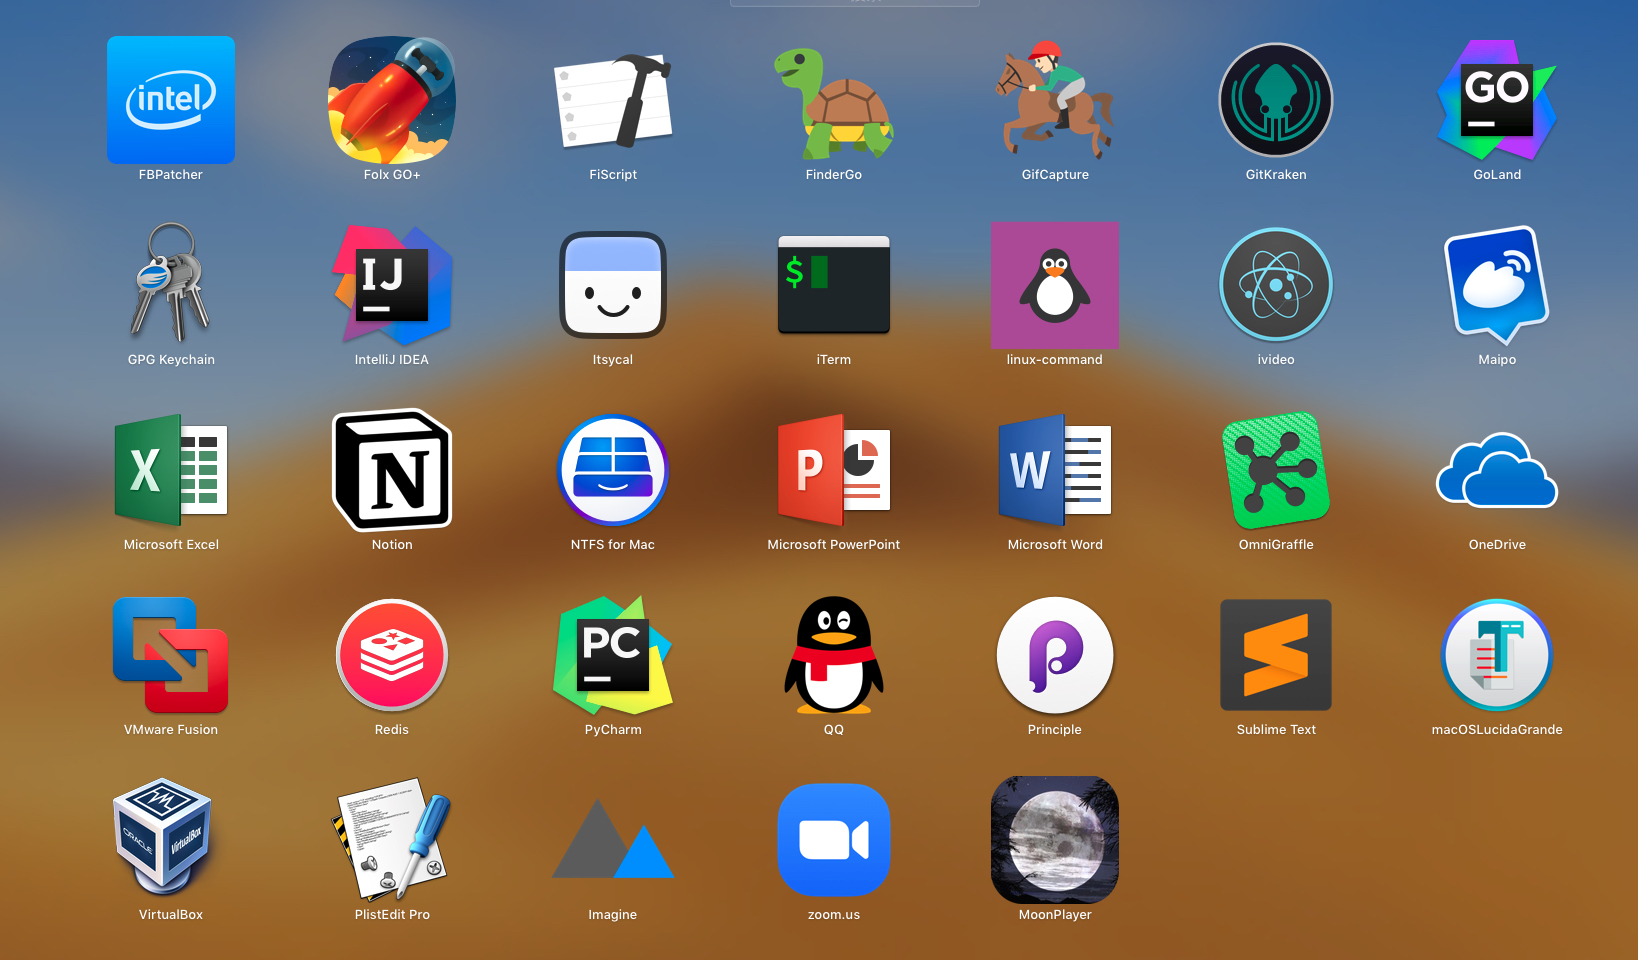 intel
GO
FBPatcher
Folx GO+
FiScript
FinderGo
GifCapture
GitKraken
GoLand
IJ
$
GPG Keychain
IntelliJ IDEA
Itsycal
iTerm
linux-command
ivideo
Maipo
X
N
P
W
Microsoft Excel
Notion
NTFS for Mac
Microsoft PowerPoint
Microsoft Word
OmniGraffle
OneDrive
PC
VMware Fusion
Redis
PyCharm
QQ
Principle
Sublime Text
macOSLucidaGrande
ORACLE
VirtualBox
VirtualBox
PlistEdit Pro
Imagine
zoom.us
MoonPlayer